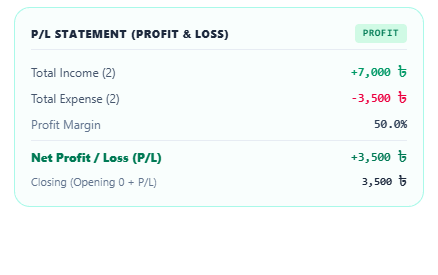 P/L STATEMENT (PROFIT & LOSS) PROFIT
Total Income (2) +7,000 ৳
Total Expense (2) -3,500 ৳
Profit Margin 50.0%
Net Profit / Loss (P/L) +3,500 ৳
Closing (Opening 0 + P/L) 3,500 ৳